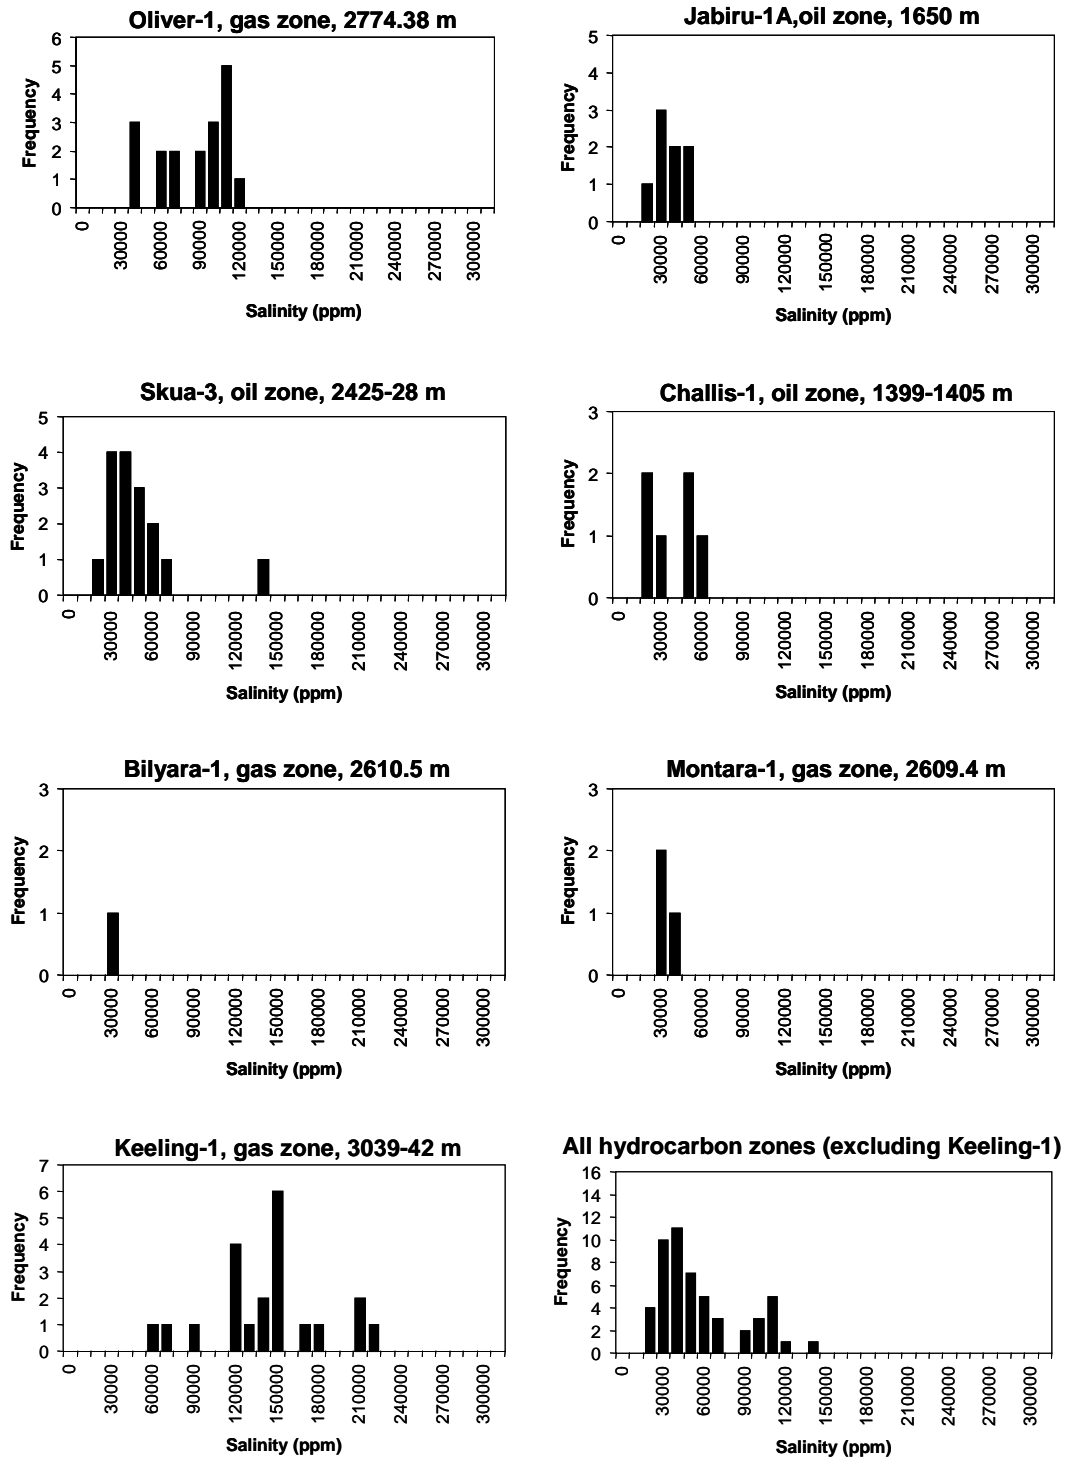 Oliver-1, gas zone, 2774.38 m
Frequency
6
5
4
3
2
1
0
0 30000 60000 90000 120000 150000 180000 210000 240000 270000 300000
Salinity (ppm)
Jabiru-1A,oil zone, 1650 m
Frequency
5
4
3
2
1
0
0 30000 60000 90000 120000 150000 180000 210000 240000 270000 300000
Salinity (ppm)
Skua-3, oil zone, 2425-28 m
Frequency
5
4
3
2
1
0
0 30000 60000 90000 120000 150000 180000 210000 240000 270000 300000
Salinity (ppm)
Challis-1, oil zone, 1399-1405 m
Frequency
3
2
1
0
0 30000 60000 90000 120000 150000 180000 210000 240000 270000 300000
Salinity (ppm)
Bilyara-1, gas zone, 2610.5 m
Frequency
3
2
1
0
0 30000 60000 90000 120000 150000 180000 210000 240000 270000 300000
Salinity (ppm)
Montara-1, gas zone, 2609.4 m
Frequency
3
2
1
0
0 30000 60000 90000 120000 150000 180000 210000 240000 270000 300000
Salinity (ppm)
Keeling-1, gas zone, 3039-42 m
Frequency
7
6
5
4
3
2
1
0
0 30000 60000 90000 120000 150000 180000 210000 240000 270000 300000
Salinity (ppm)
All hydrocarbon zones (excluding Keeling-1)
Frequency
16
14
12
10
8
6
4
2
0
0 30000 60000 90000 120000 150000 180000 210000 240000 270000 300000
Salinity (ppm)